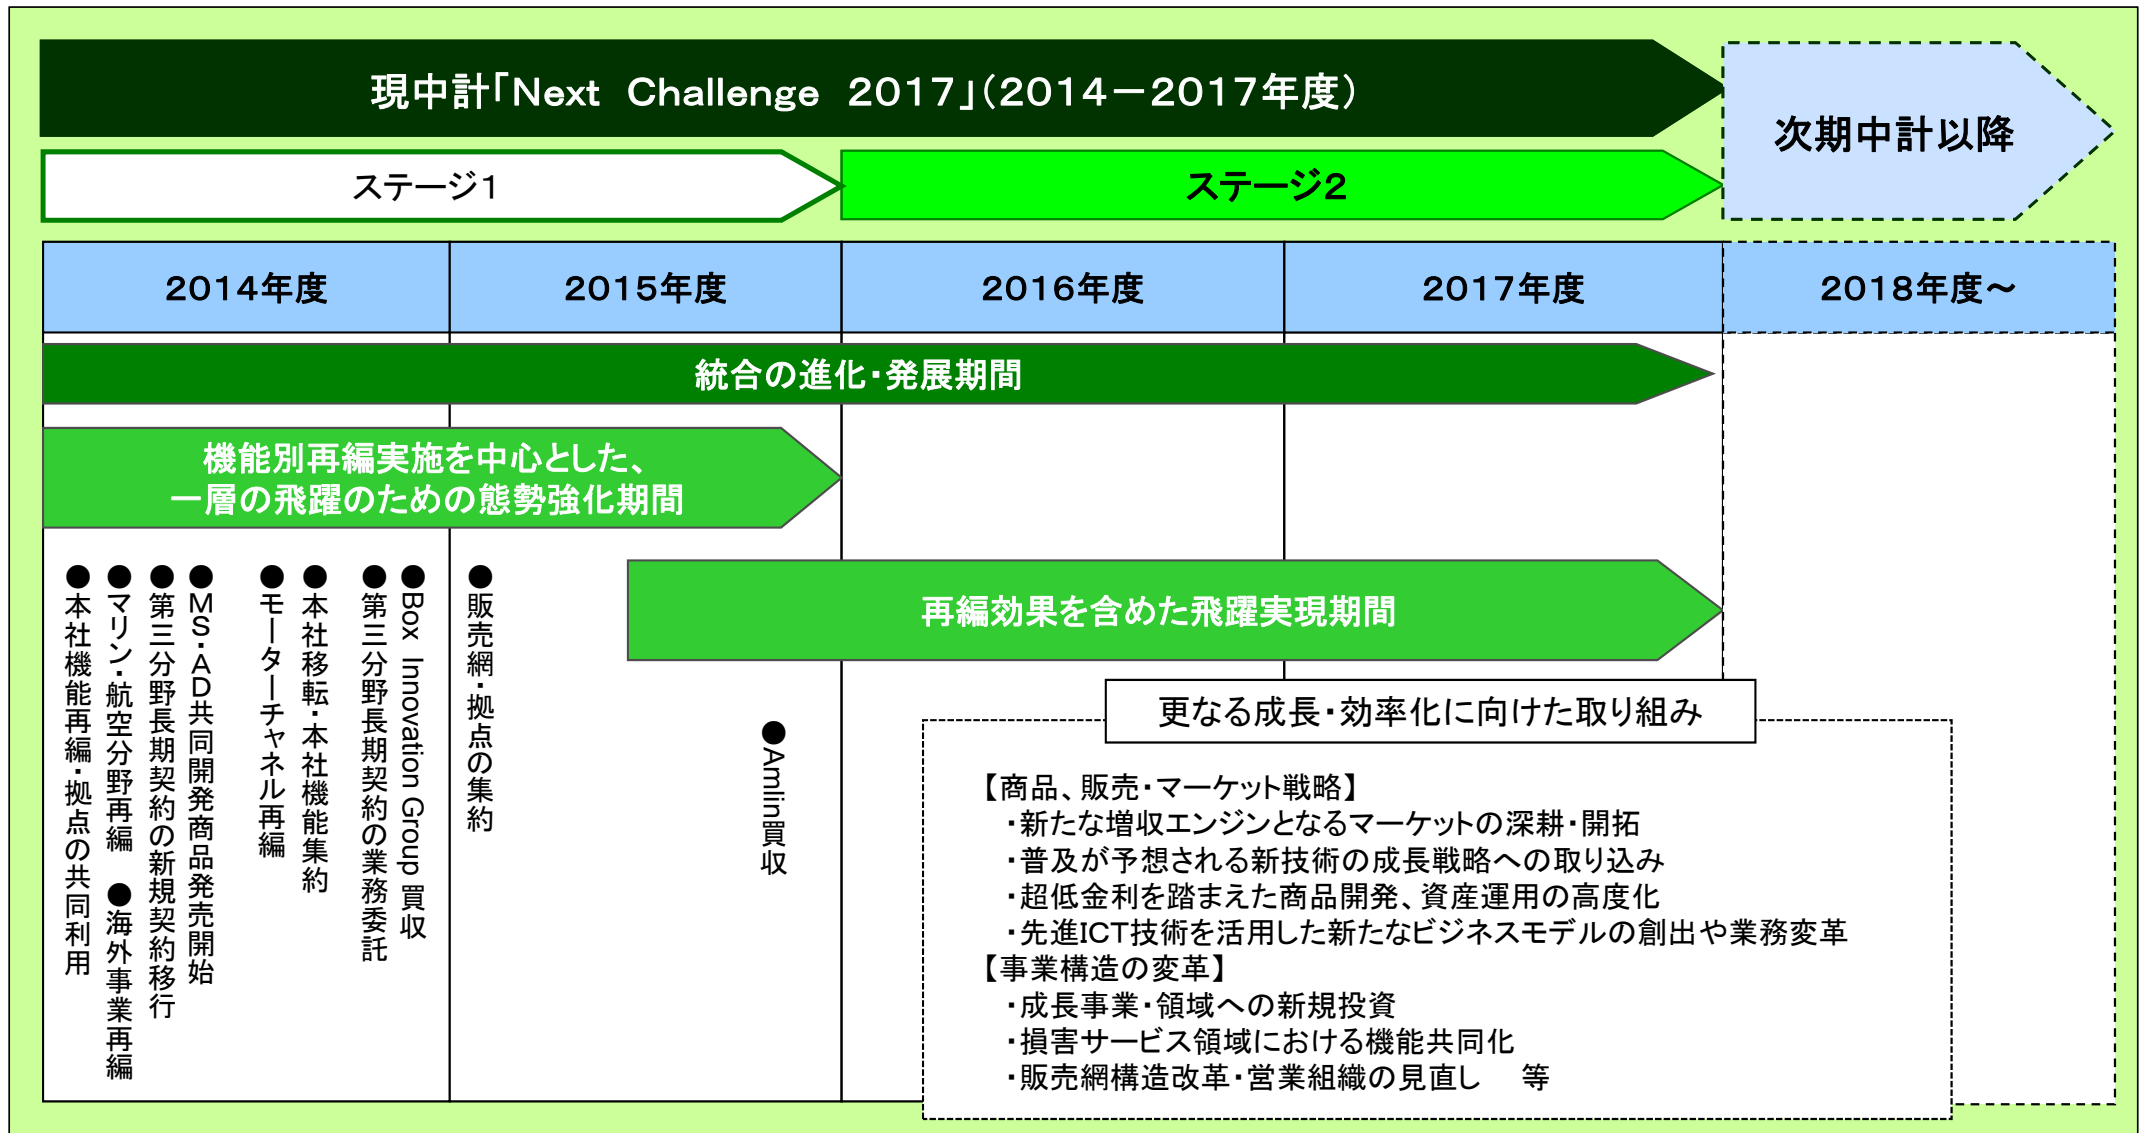 現中計「Next Challenge 2017」(2014－2017年度)
次期中計以降
ステージ1
ステージ2
2014年度
2015年度
2016年度
2017年度
2018年度～
統合の進化・発展期間
機能別再編実施を中心とした、
一層の飛躍のための態勢強化期間
●本社機能再編・拠点の共同利用
●マリン・航空分野再編 ●海外事業再編
●第三分野長期契約の新規契約移行
●MS・AD共同開発商品発売開始
●モーターチャネル再編
●本社移転・本社機能集約
●第三分野長期契約の業務委託
●Box Innovation Group 買収
●販売網・拠点の集約
●Amlin買収
再編効果を含めた飛躍実現期間
更なる成長・効率化に向けた取り組み
【商品、販売・マーケット戦略】
・新たな増収エンジンとなるマーケットの深耕・開拓
・普及が予想される新技術の成長戦略への取り込み
・超低金利を踏まえた商品開発、資産運用の高度化
・先進ICT技術を活用した新たなビジネスモデルの創出や業務変革
【事業構造の変革】
・成長事業・領域への新規投資
・損害サービス領域における機能共同化
・販売網構造改革・営業組織の見直し 等